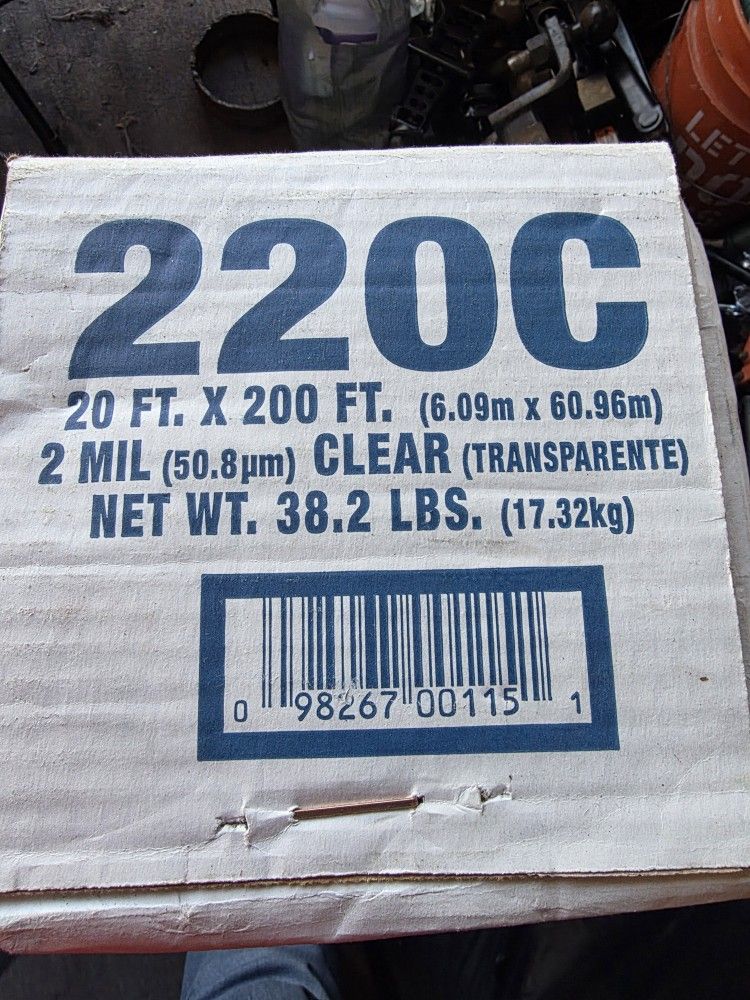 LET
220C
20 FT. X 200 FT. (6.09m x 60.96m)
2 MIL (50.8µm) CLEAR (TRANSPARENTE)
NET WT. 38.2 LBS. (17.32kg)
0 98267 00115 1